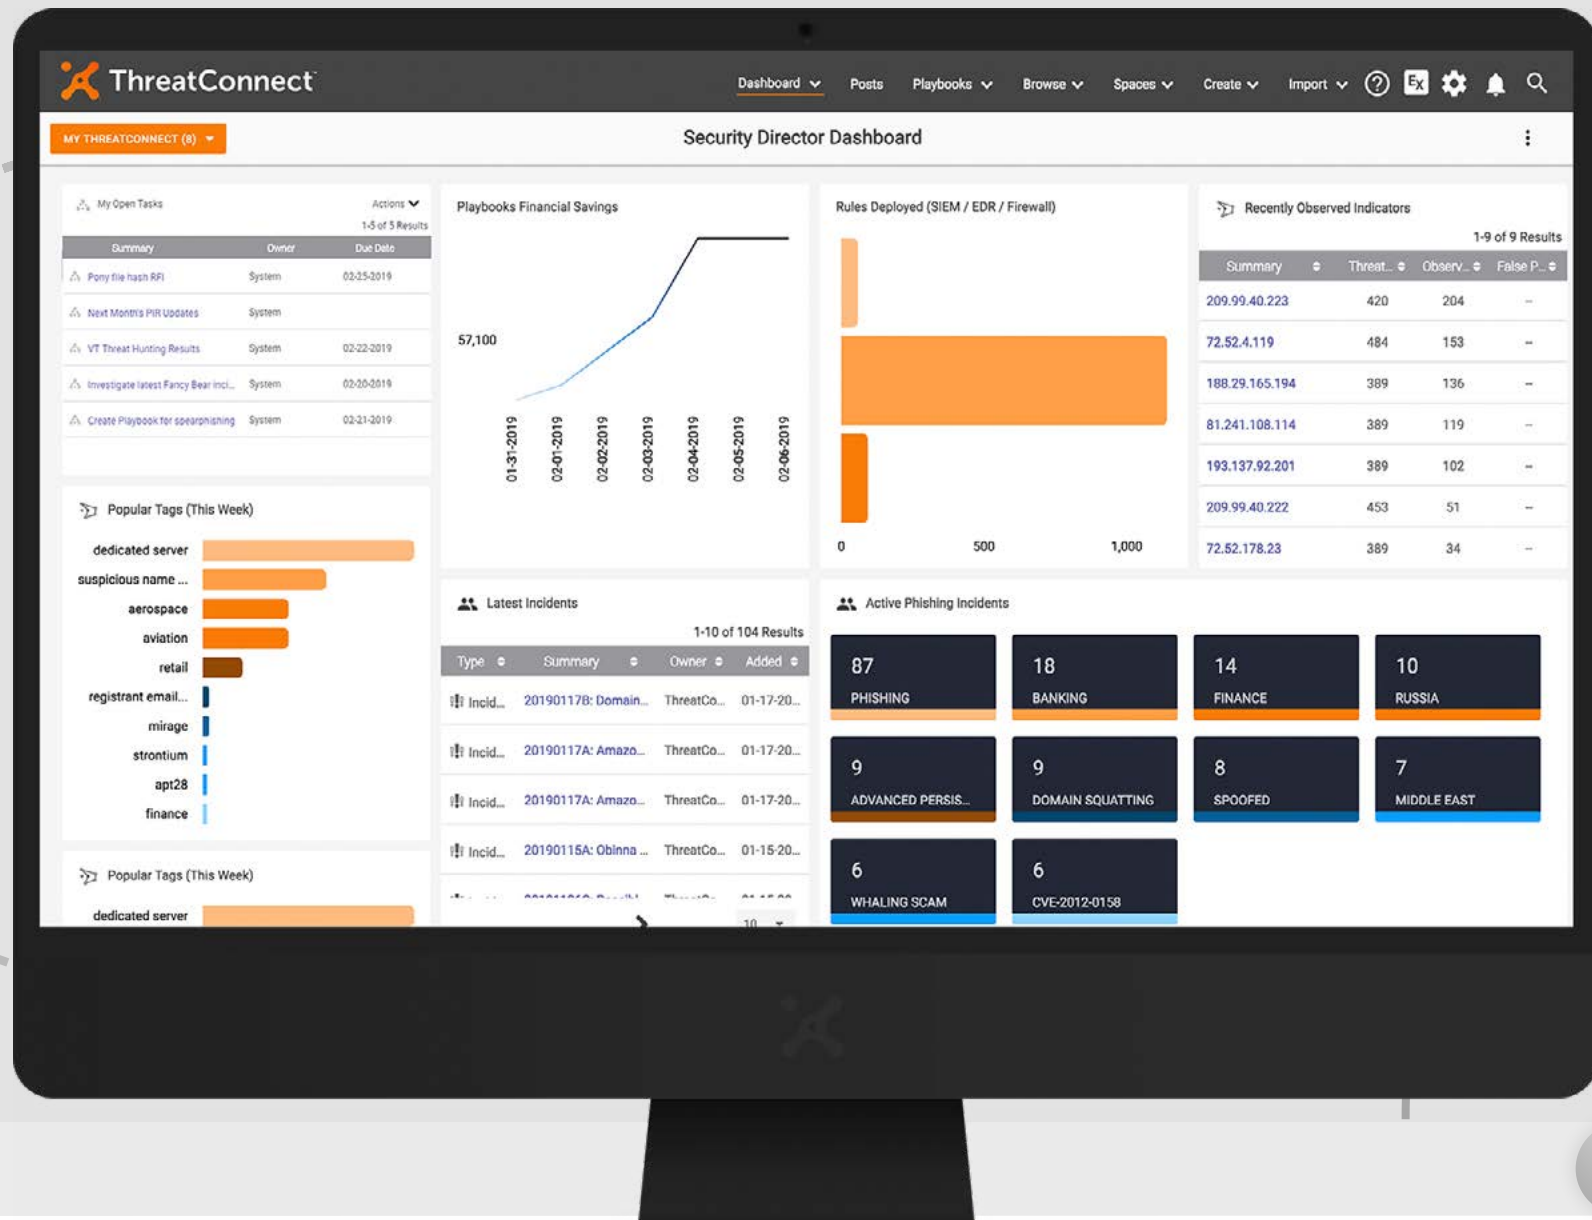 ThreatConnect
Dashboard Posts Playbooks Browse Spaces Create Import Ex
MY THREATCONNECT (8)
Security Director Dashboard
My Open Tasks
Actions
1-5 of 5 Results
Summary Owner Due Date
Pony file hash RFI System 02-25-2019
Next Month's PIR Updates System
VT Threat Hunting Results System 02-22-2019
Investigate latest Fancy Bear inci... System 02-20-2019
Create Playbook for spearphishing System 02-21-2019
Popular Tags (This Week)
dedicated server
suspicious name ...
aerospace
aviation
retail
registrant email...
mirage
strontium
apt28
finance
Popular Tags (This Week)
dedicated server
Playbooks Financial Savings
57,100
01-31-2019
02-01-2019
02-02-2019
02-03-2019
02-04-2019
02-05-2019
02-06-2019
Latest Incidents
1-10 of 104 Results
Type Summary Owner Added
Incid... 20190117B: Domain... ThreatCo... 01-17-20...
Incid... 20190117A: Amazo... ThreatCo... 01-17-20...
Incid... 20190117A: Amazo... ThreatCo... 01-17-20...
Incid... 20190115A: Obinna ... ThreatCo... 01-15-20...
10
Rules Deployed (SIEM / EDR / Firewall)
0 500 1,000
Recently Observed Indicators
1-9 of 9 Results
Summary Threat... Observ... False P...
209.99.40.223 420 204 --
72.52.4.119 484 153 --
188.29.165.194 389 136 --
81.241.108.114 389 119 --
193.137.92.201 389 102 --
209.99.40.222 453 51 --
72.52.178.23 389 34 --
Active Phishing Incidents
87
PHISHING
18
BANKING
14
FINANCE
10
RUSSIA
9
ADVANCED PERSIS...
9
DOMAIN SQUATTING
8
SPOOFED
7
MIDDLE EAST
6
WHALING SCAM
6
CVE-2012-0158